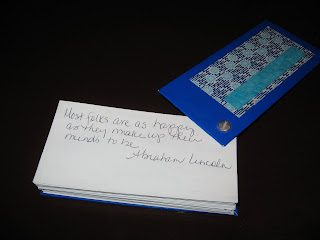 Most folks are as happy
as they make up their
minds to be.
Abraham Lincoln